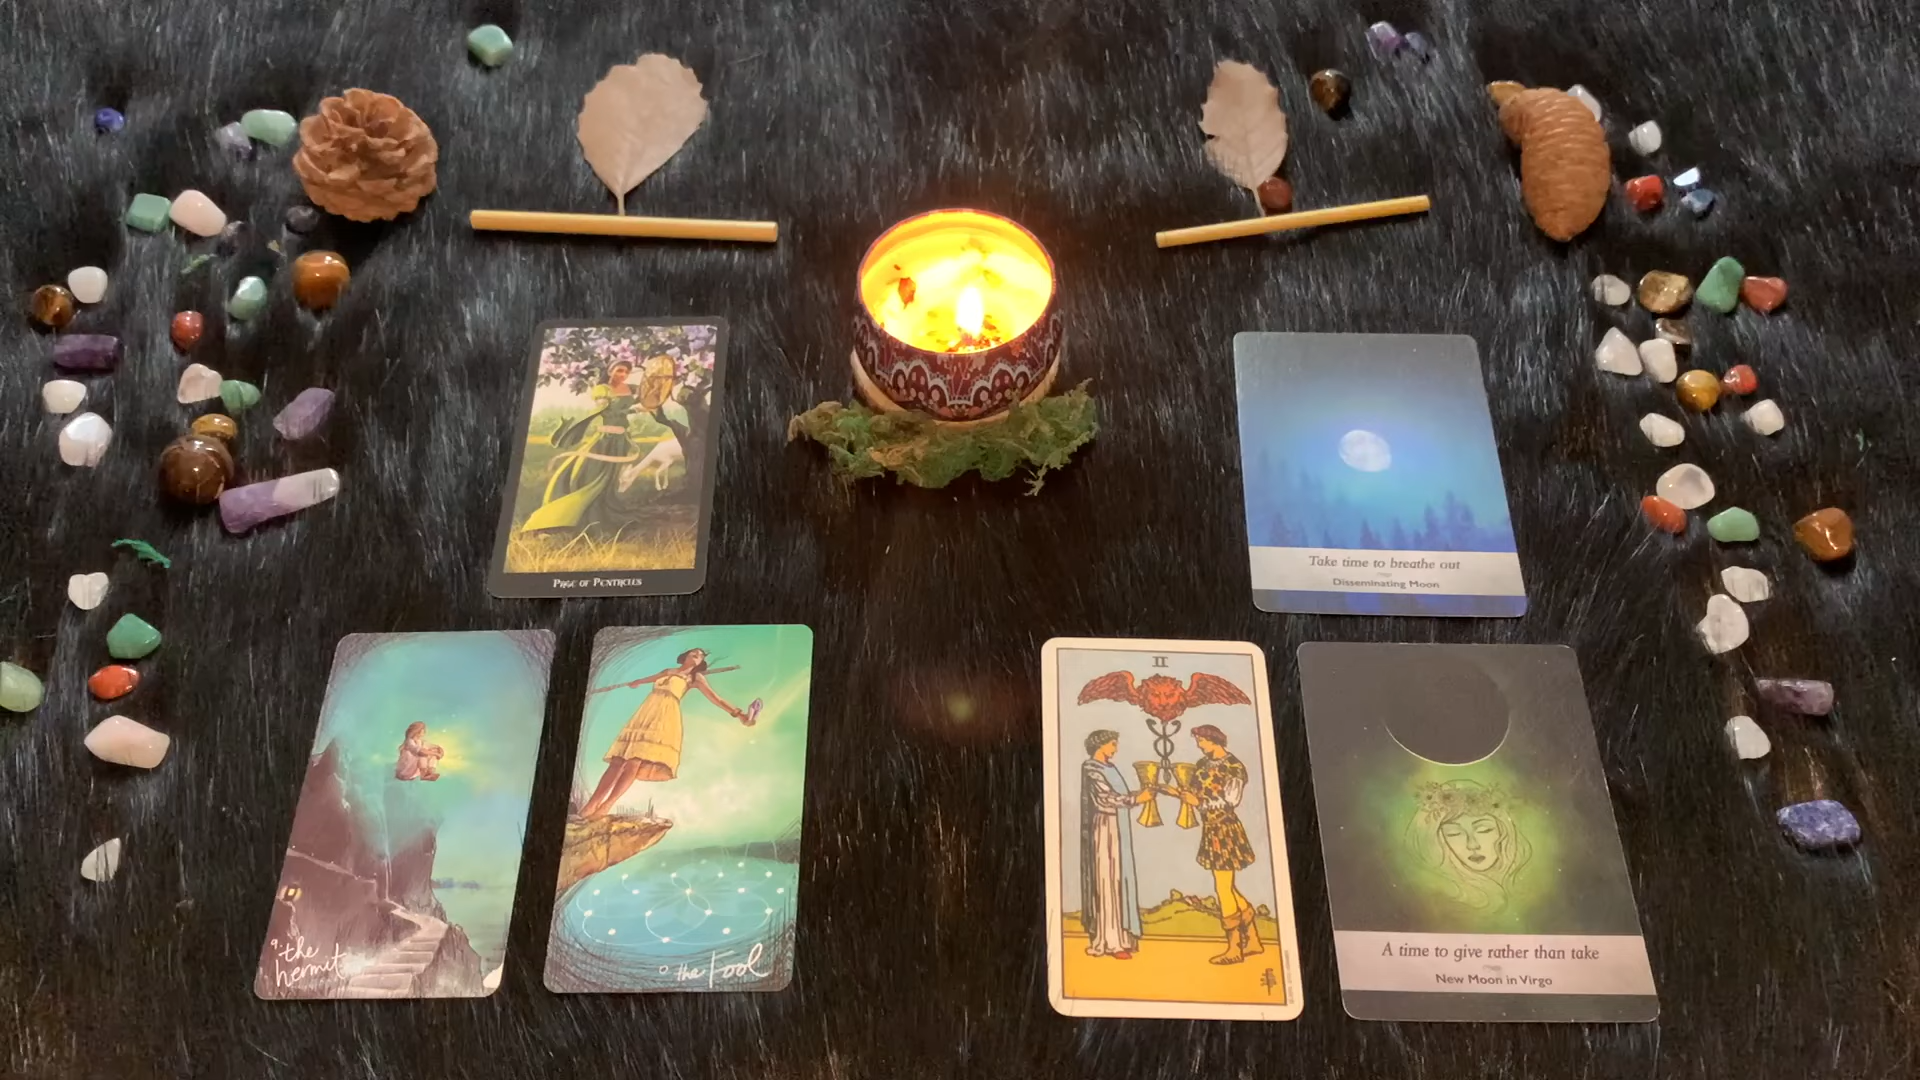 Page of Pentacles
Take time to breathe out
Disseminating Moon
9. the
hermit
0 the Fool
II
A time to give rather than take
New Moon in Virgo